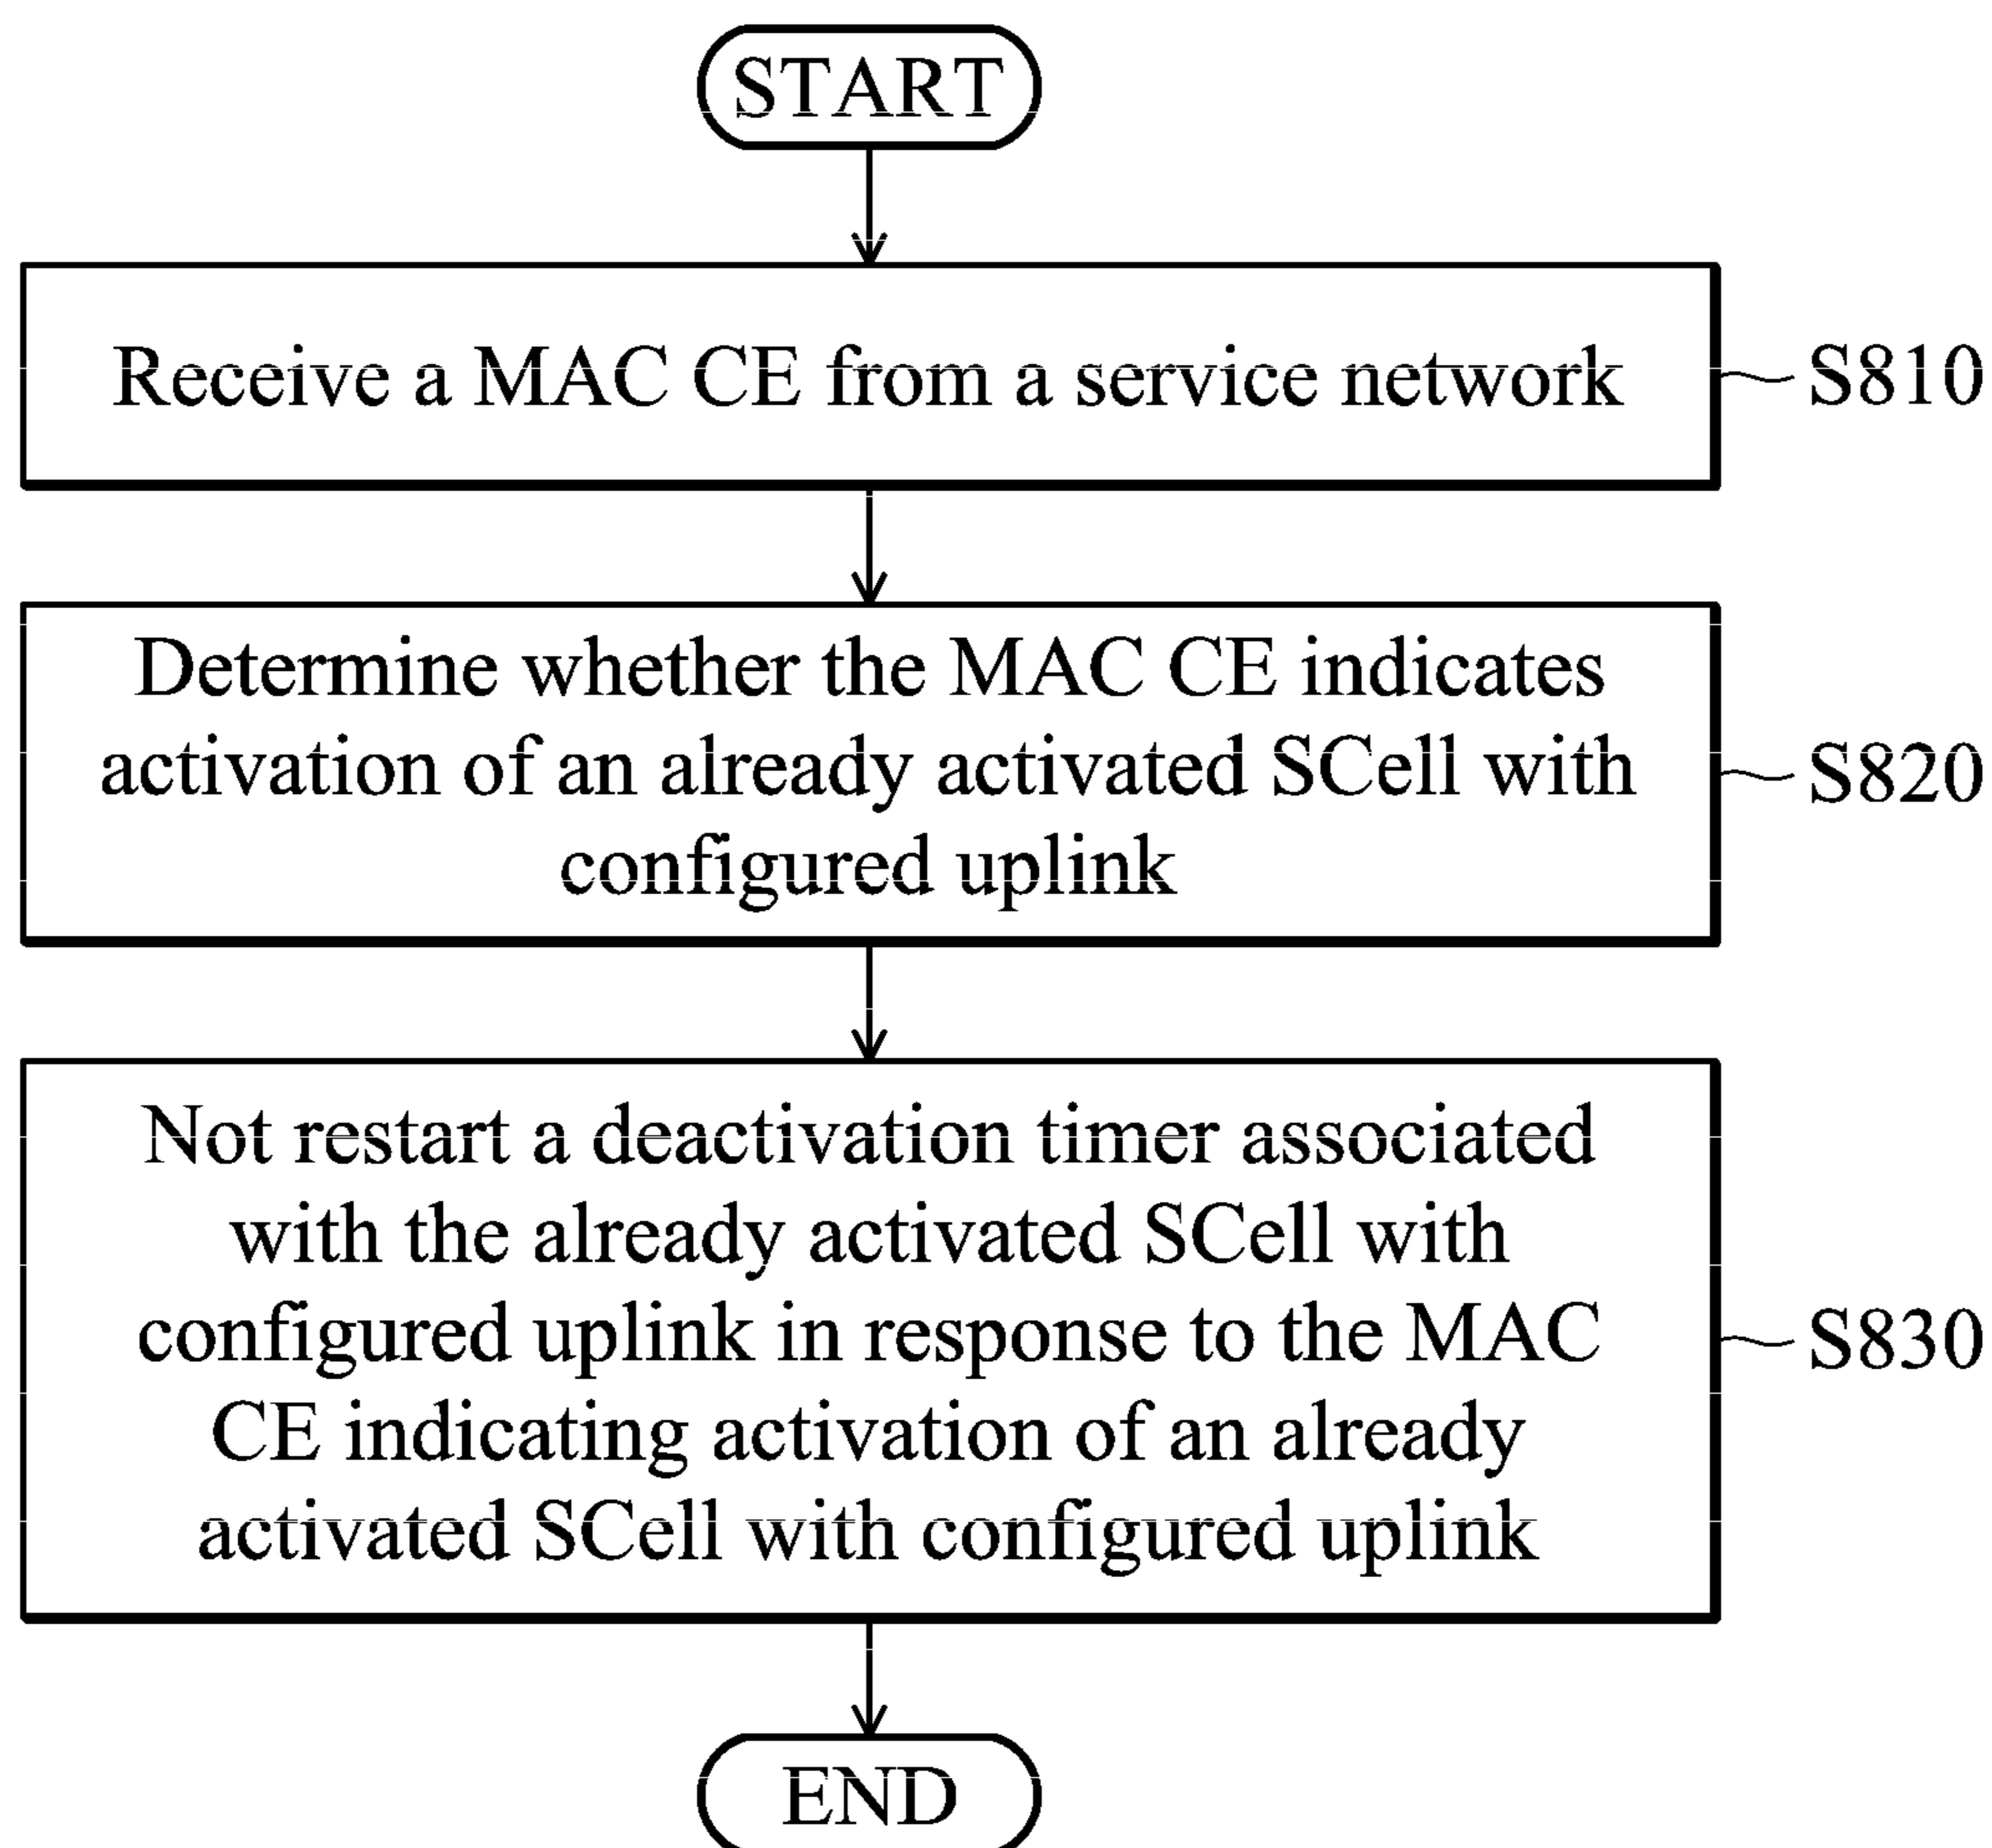 START
Receive a MAC CE from a service network
S810
Determine whether the MAC CE indicates
activation of an already activated SCell with
configured uplink
S820
Not restart a deactivation timer associated
with the already activated SCell with
configured uplink in response to the MAC
CE indicating activation of an already
activated SCell with configured uplink
S830
END